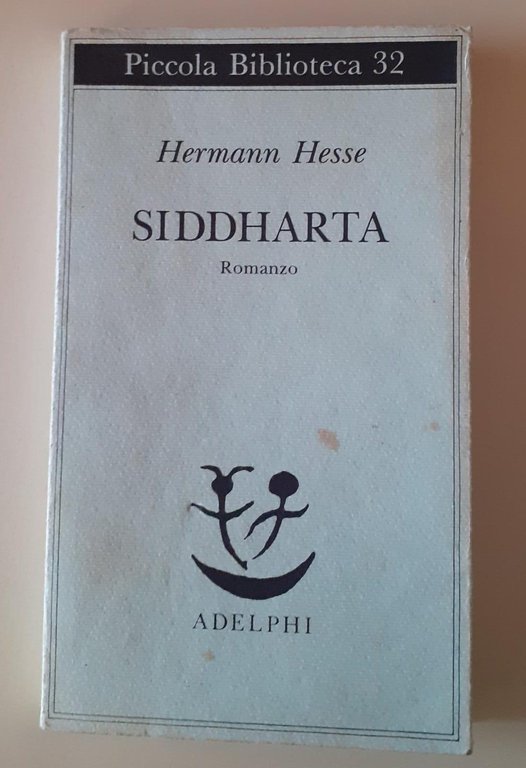 Piccola Biblioteca 32
Hermann Hesse
SIDDHARTA
Romanzo
ADELPHI